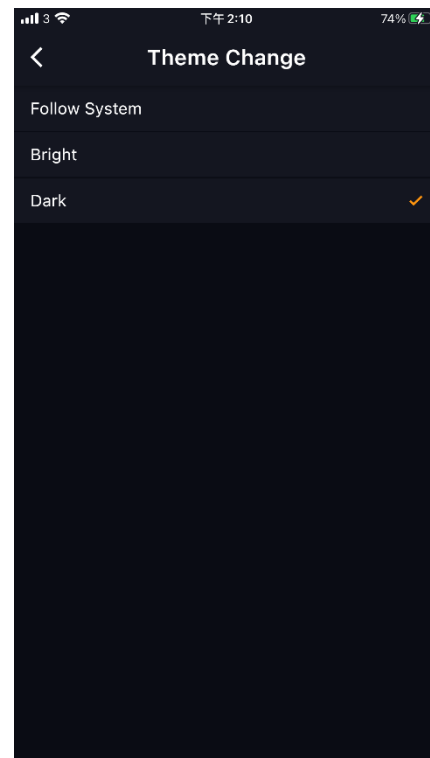 3 下午 2:10 74%
Theme Change
Follow System
Bright
Dark